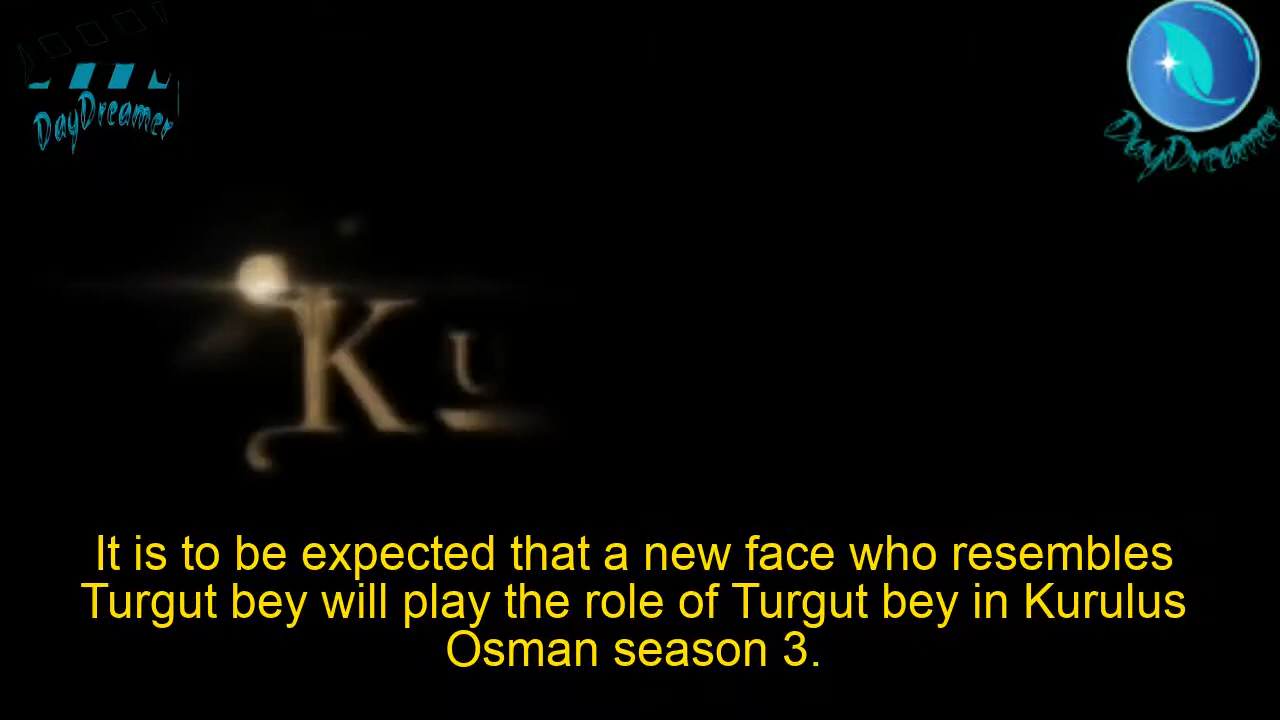 DayDreamer
DayDreamer
Ku
It is to be expected that a new face who resembles
Turgut bey will play the role of Turgut bey in Kurulus
Osman season 3.